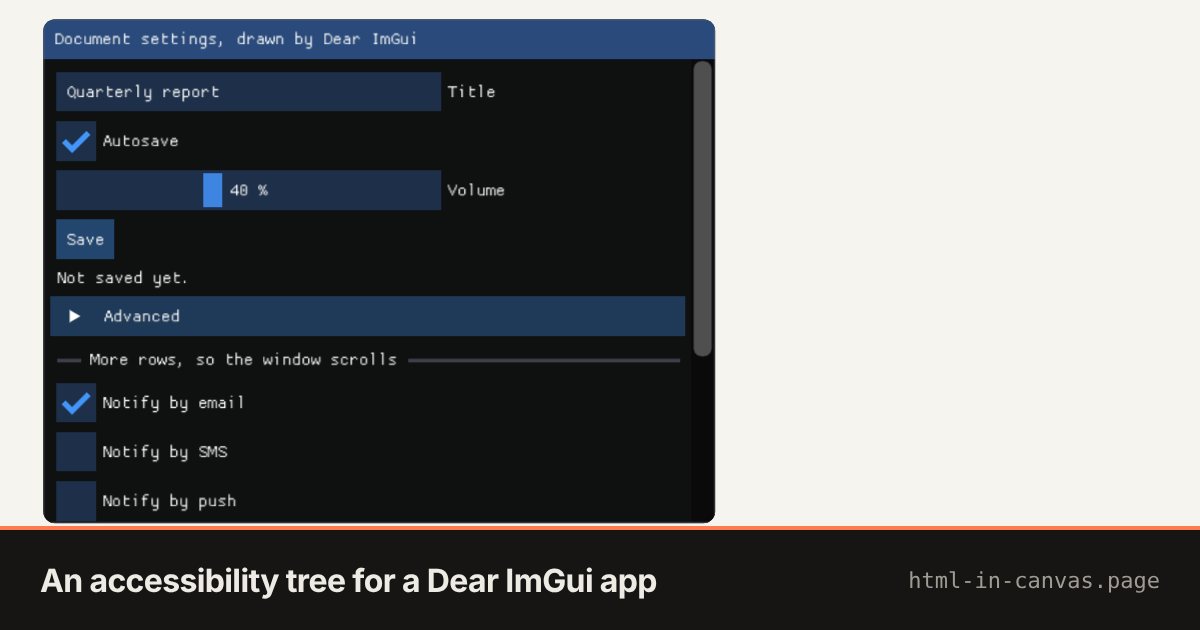 Document settings, drawn by Dear ImGui
Quarterly report Title
Autosave
40 % Volume
Save
Not saved yet.
Advanced
More rows, so the window scrolls
Notify by email
Notify by SMS
Notify by push
An accessibility tree for a Dear ImGui app
html-in-canvas.page